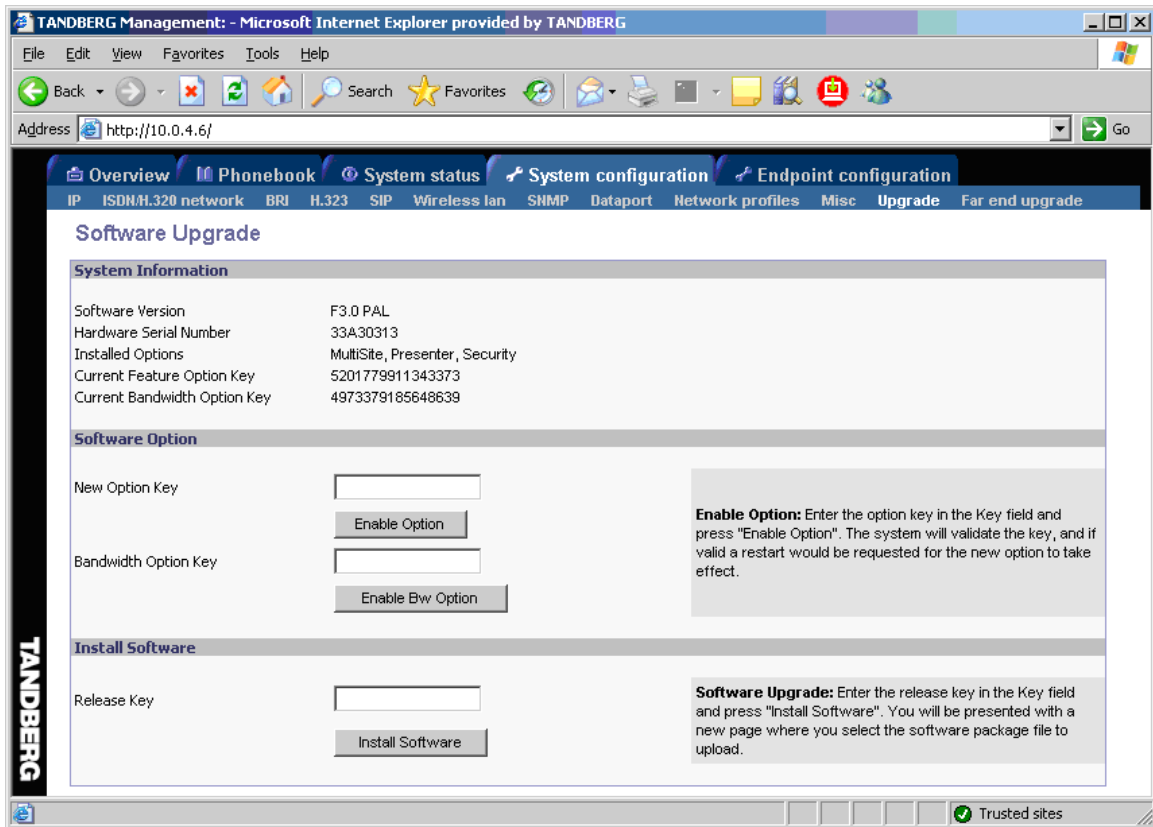 TANDBERG Management: - Microsoft Internet Explorer provided by TANDBERG
File Edit View Favorites Tools Help
Back Search Favorites
Address http://10.0.4.6/ Go
Overview Phonebook System status System configuration Endpoint configuration
IP ISDN/H.320 network BRI H.323 SIP Wireless lan SNMP Dataport Network profiles Misc Upgrade Far end upgrade
Software Upgrade
System Information
Software Version F3.0 PAL
Hardware Serial Number 33A30313
Installed Options MultiSite, Presenter, Security
Current Feature Option Key 5201779911343373
Current Bandwidth Option Key 4973379185648639
Software Option
New Option Key
Enable Option
Bandwidth Option Key
Enable Bw Option
Enable Option: Enter the option key in the Key field and
press "Enable Option". The system will validate the key, and if
valid a restart would be requested for the new option to take
effect.
Install Software
Release Key
Install Software
Software Upgrade: Enter the release key in the Key field
and press "Install Software". You will be presented with a
new page where you select the software package file to
upload.
TANDBERG
Trusted sites